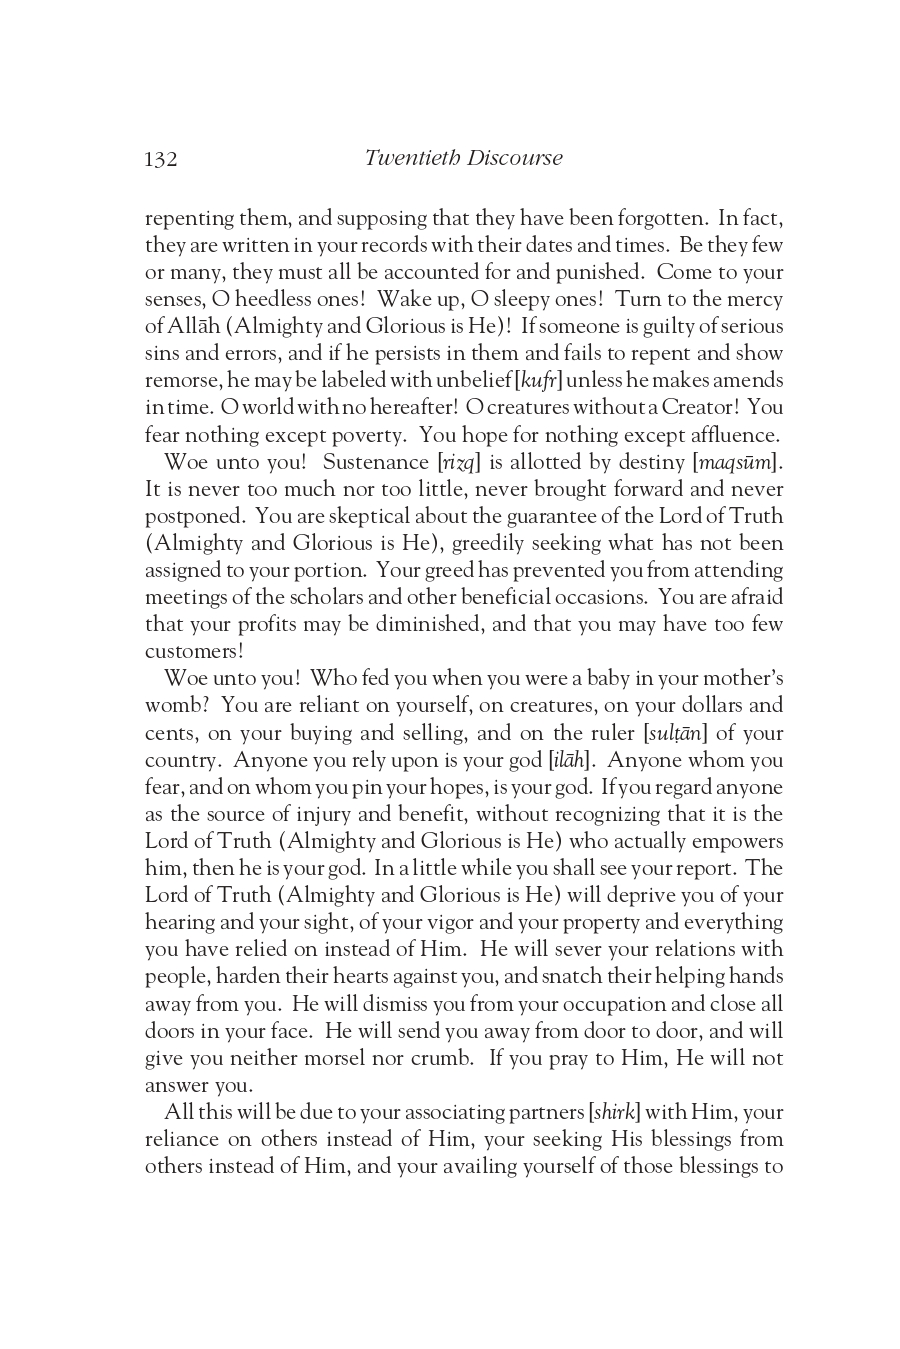 132 Twentieth Discourse
repenting them, and supposing that they have been forgotten. In fact,
they are written in your records with their dates and times. Be they few
or many, they must all be accounted for and punished. Come to your
senses, O heedless ones! Wake up, O sleepy ones! Turn to the mercy
of Allāh (Almighty and Glorious is He)! If someone is guilty of serious
sins and errors, and if he persists in them and fails to repent and show
remorse, he may be labeled with unbelief [kufr] unless he makes amends
in time. O world with no hereafter! O creatures without a Creator! You
fear nothing except poverty. You hope for nothing except affluence.
Woe unto you! Sustenance [rizq] is allotted by destiny [maqsūm].
It is never too much nor too little, never brought forward and never
postponed. You are skeptical about the guarantee of the Lord of Truth
(Almighty and Glorious is He), greedily seeking what has not been
assigned to your portion. Your greed has prevented you from attending
meetings of the scholars and other beneficial occasions. You are afraid
that your profits may be diminished, and that you may have too few
customers!
Woe unto you! Who fed you when you were a baby in your mother's
womb? You are reliant on yourself, on creatures, on your dollars and
cents, on your buying and selling, and on the ruler [sulṭān] of your
country. Anyone you rely upon is your god [ilāh]. Anyone whom you
fear, and on whom you pin your hopes, is your god. If you regard anyone
as the source of injury and benefit, without recognizing that it is the
Lord of Truth (Almighty and Glorious is He) who actually empowers
him, then he is your god. In a little while you shall see your report. The
Lord of Truth (Almighty and Glorious is He) will deprive you of your
hearing and your sight, of your vigor and your property and everything
you have relied on instead of Him. He will sever your relations with
people, harden their hearts against you, and snatch their helping hands
away from you. He will dismiss you from your occupation and close all
doors in your face. He will send you away from door to door, and will
give you neither morsel nor crumb. If you pray to Him, He will not
answer you.
All this will be due to your associating partners [shirk] with Him, your
reliance on others instead of Him, your seeking His blessings from
others instead of Him, and your availing yourself of those blessings to